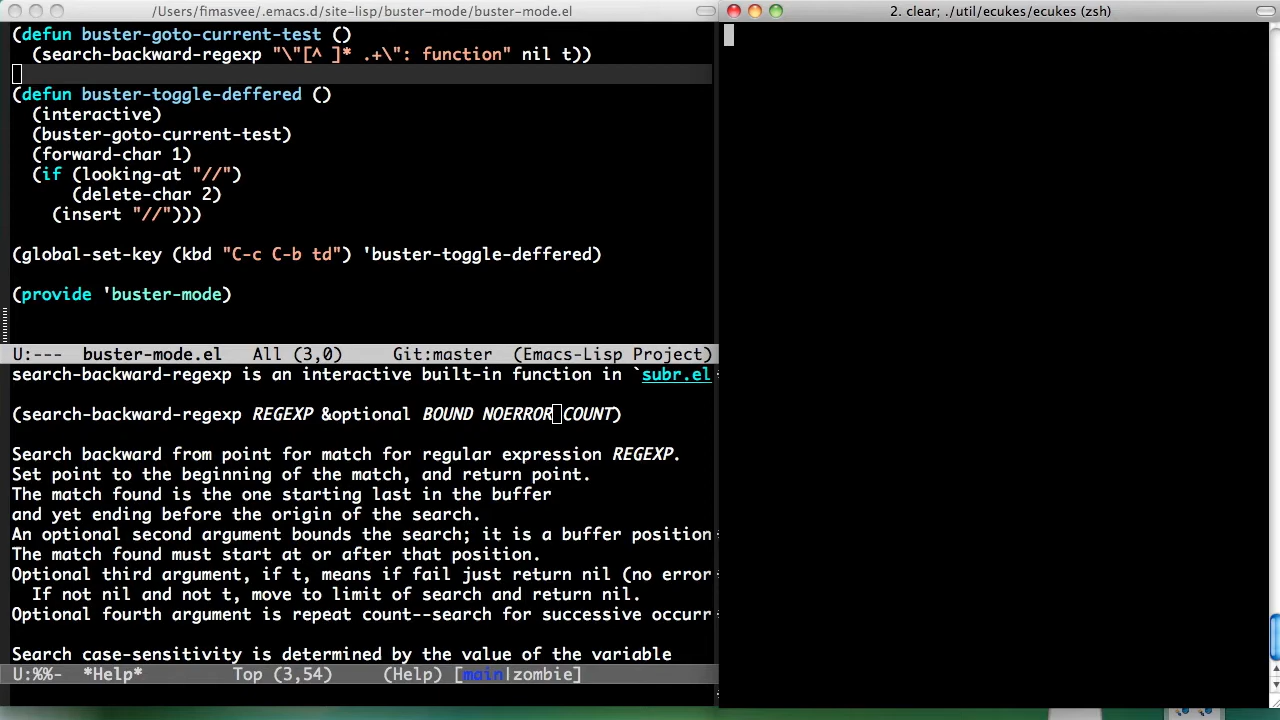 /Users/fimasvee/.emacs.d/site-lisp/buster-mode/buster-mode.el
(defun buster-goto-current-test ()
  (search-backward-regexp "\"[^ ]* .+\": function" nil t))
(defun buster-toggle-deffered ()
  (interactive)
  (buster-goto-current-test)
  (forward-char 1)
  (if (looking-at "//")
      (delete-char 2)
    (insert "//")))
(global-set-key (kbd "C-c C-b td") 'buster-toggle-deffered)
(provide 'buster-mode)
U:---  buster-mode.el   All (3,0)     Git:master  (Emacs-Lisp Project)
search-backward-regexp is an interactive built-in function in `subr.el
(search-backward-regexp REGEXP &optional BOUND NOERROR COUNT)
Search backward from point for match for regular expression REGEXP.
Set point to the beginning of the match, and return point.
The match found is the one starting last in the buffer
and yet ending before the origin of the search.
An optional second argument bounds the search; it is a buffer position
The match found must start at or after that position.
Optional third argument, if t, means if fail just return nil (no error
  If not nil and not t, move to limit of search and return nil.
Optional fourth argument is repeat count--search for successive occurr
Search case-sensitivity is determined by the value of the variable
U:%%-  *Help*         Top (3,54)     (Help) [main|zombie]
2. clear; ./util/ecukes/ecukes (zsh)